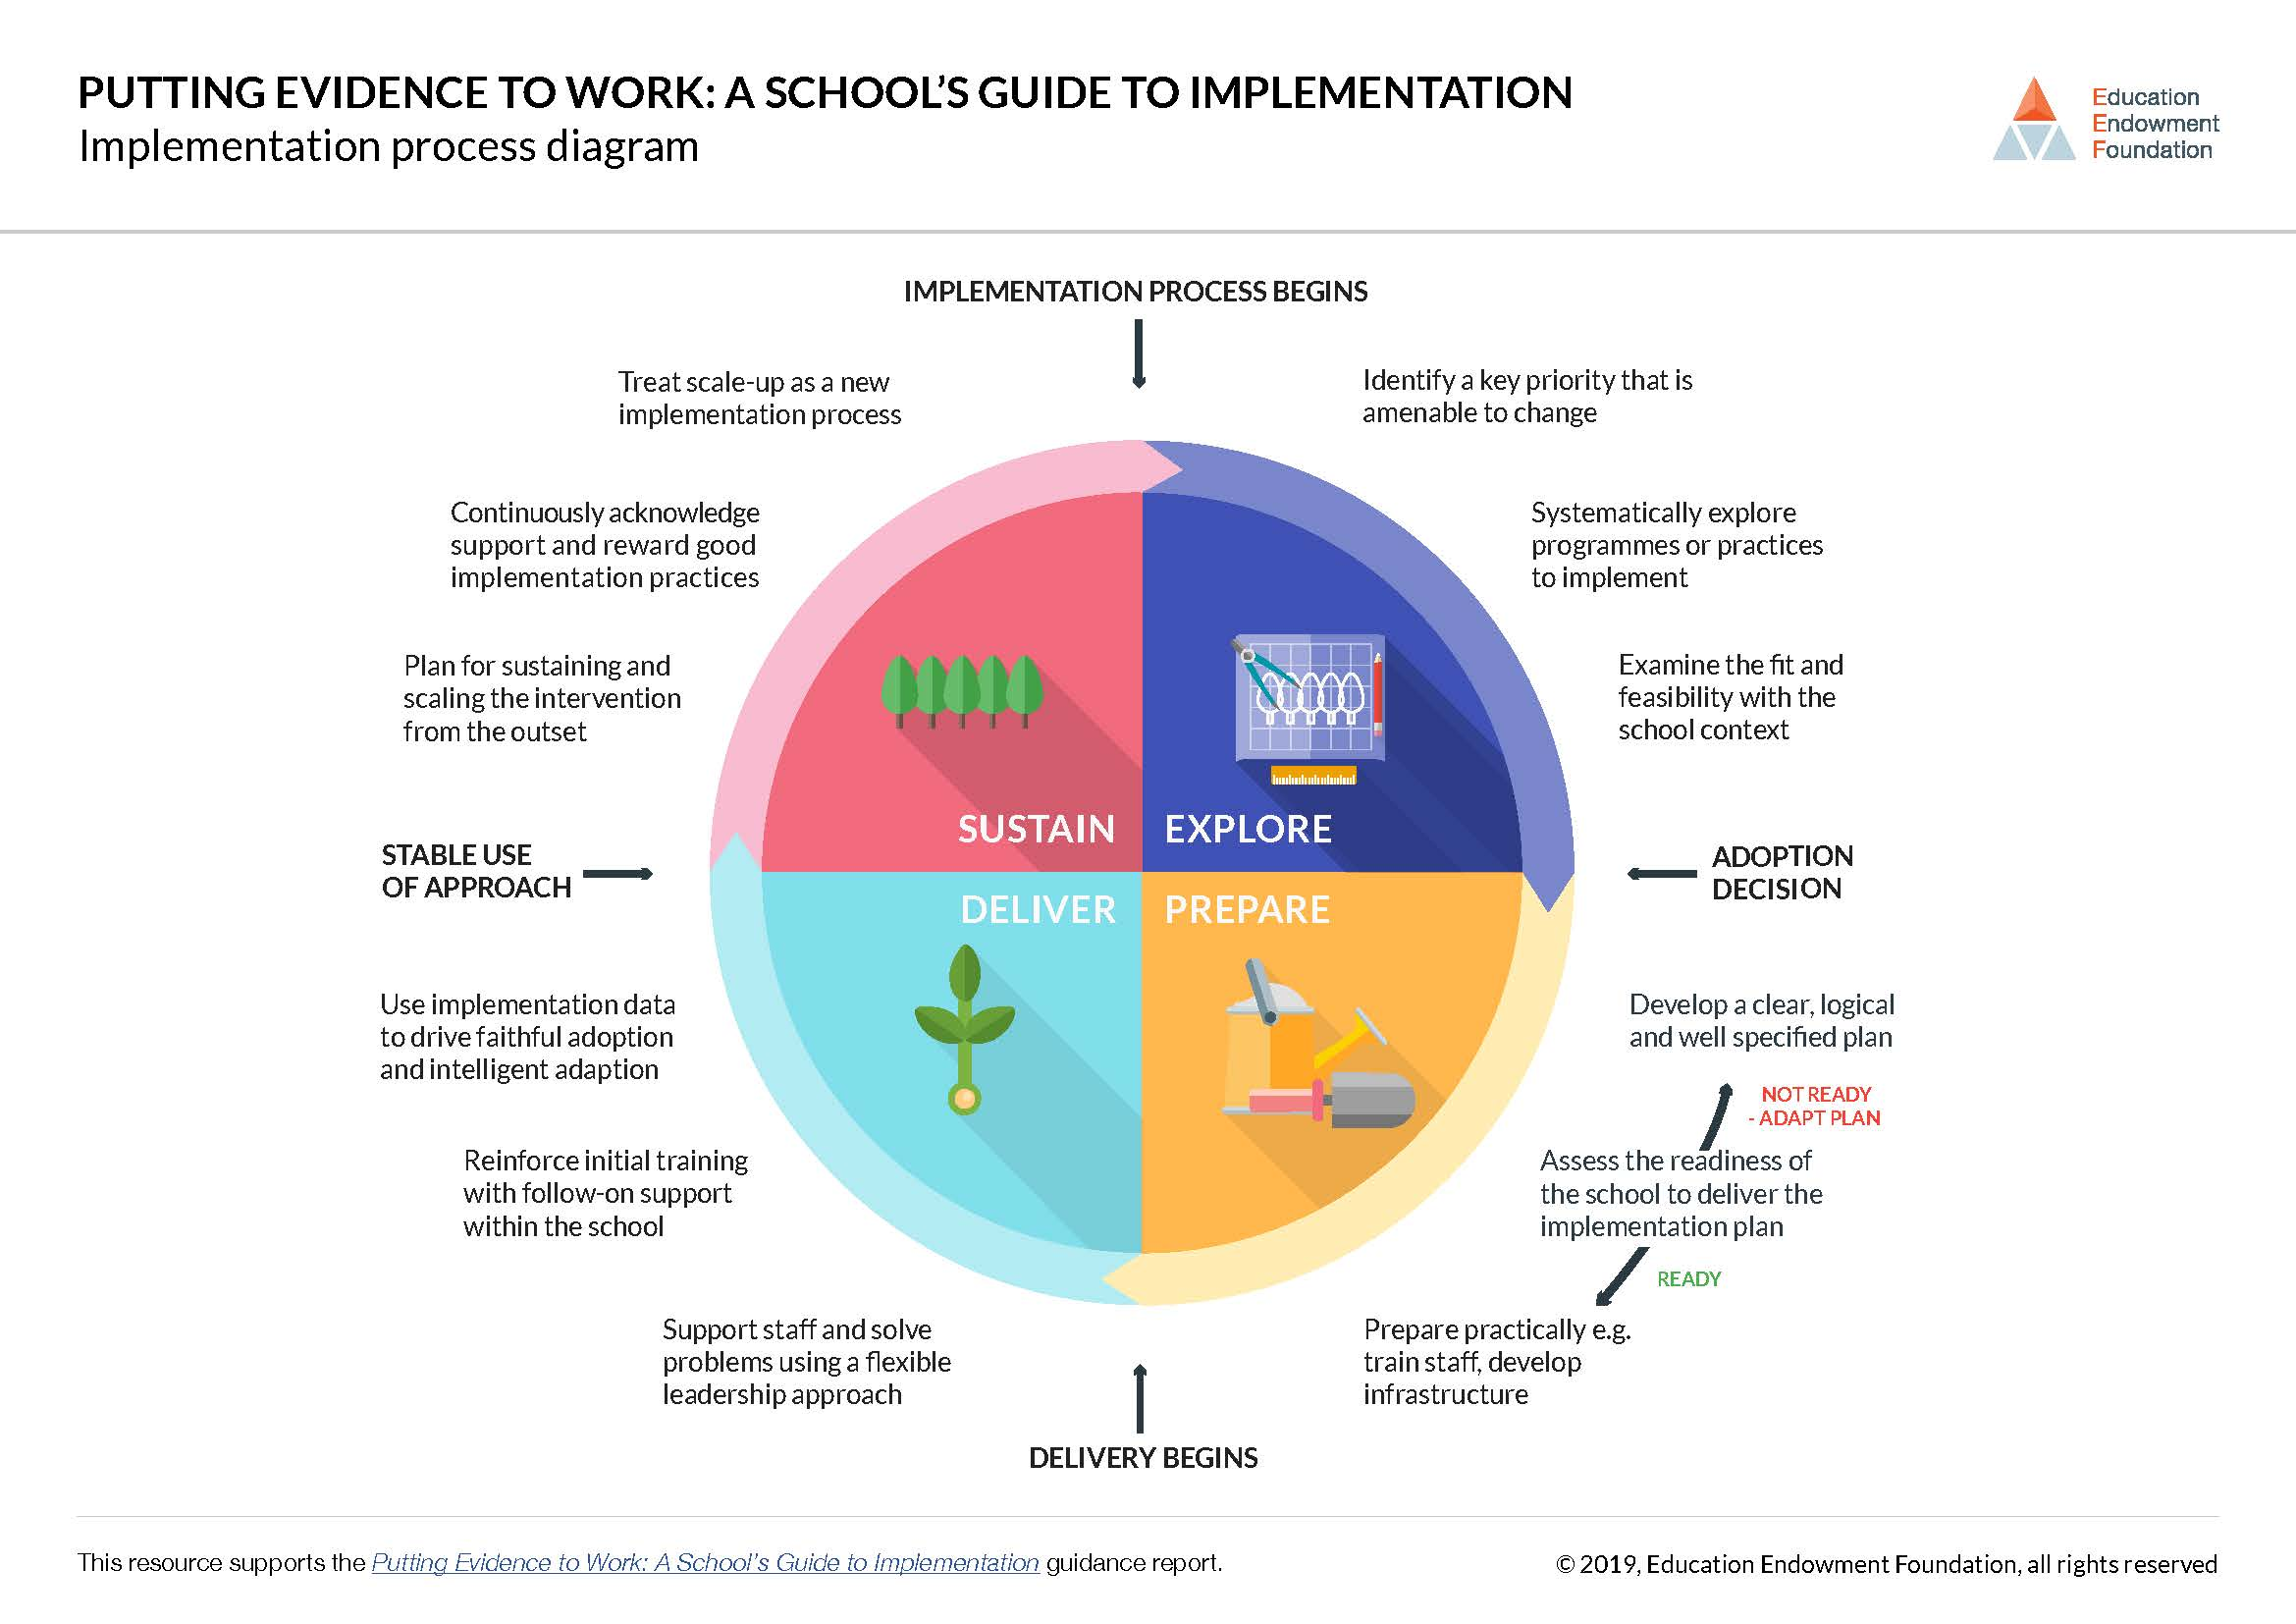 PUTTING EVIDENCE TO WORK: A SCHOOL'S GUIDE TO IMPLEMENTATION
Implementation process diagram
Education
Endowment
Foundation
IMPLEMENTATION PROCESS BEGINS
Identify a key priority that is
amenable to change
Systematically explore
programmes or practices
to implement
Examine the fit and
feasibility with the
school context
EXPLORE
ADOPTION
DECISION
PREPARE
Develop a clear, logical
and well specified plan
NOT READY
- ADAPT PLAN
Assess the readiness of
the school to deliver the
implementation plan
READY
Prepare practically e.g.
train staff, develop
infrastructure
DELIVERY BEGINS
DELIVER
Support staff and solve
problems using a flexible
leadership approach
Reinforce initial training
with follow-on support
within the school
Use implementation data
to drive faithful adoption
and intelligent adaption
STABLE USE
OF APPROACH
SUSTAIN
Plan for sustaining and
scaling the intervention
from the outset
Continuously acknowledge
support and reward good
implementation practices
Treat scale-up as a new
implementation process
This resource supports the Putting Evidence to Work: A School's Guide to Implementation guidance report.
© 2019, Education Endowment Foundation, all rights reserved